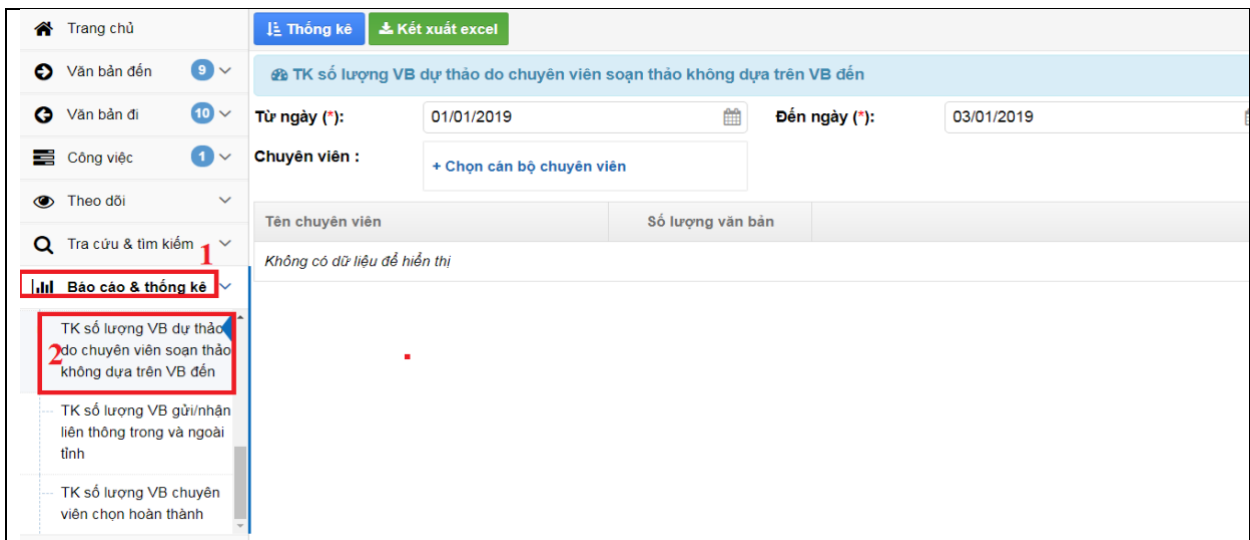 Trang chủ
Văn bản đến 9
Văn bản đi 10
Công việc 1
Theo dõi
Tra cứu & tìm kiếm
1
Báo cáo & thống kê
2
TK số lượng VB dự thảo
do chuyên viên soạn thảo
không dựa trên VB đến
TK số lượng VB gửi/nhận
liên thông trong và ngoài
tỉnh
TK số lượng VB chuyên
viên chọn hoàn thành
Thống kê Kết xuất excel
TK số lượng VB dự thảo do chuyên viên soạn thảo không dựa trên VB đến
Từ ngày (*): 01/01/2019 Đến ngày (*): 03/01/2019
Chuyên viên : + Chọn cán bộ chuyên viên
Tên chuyên viên Số lượng văn bản
Không có dữ liệu để hiển thị